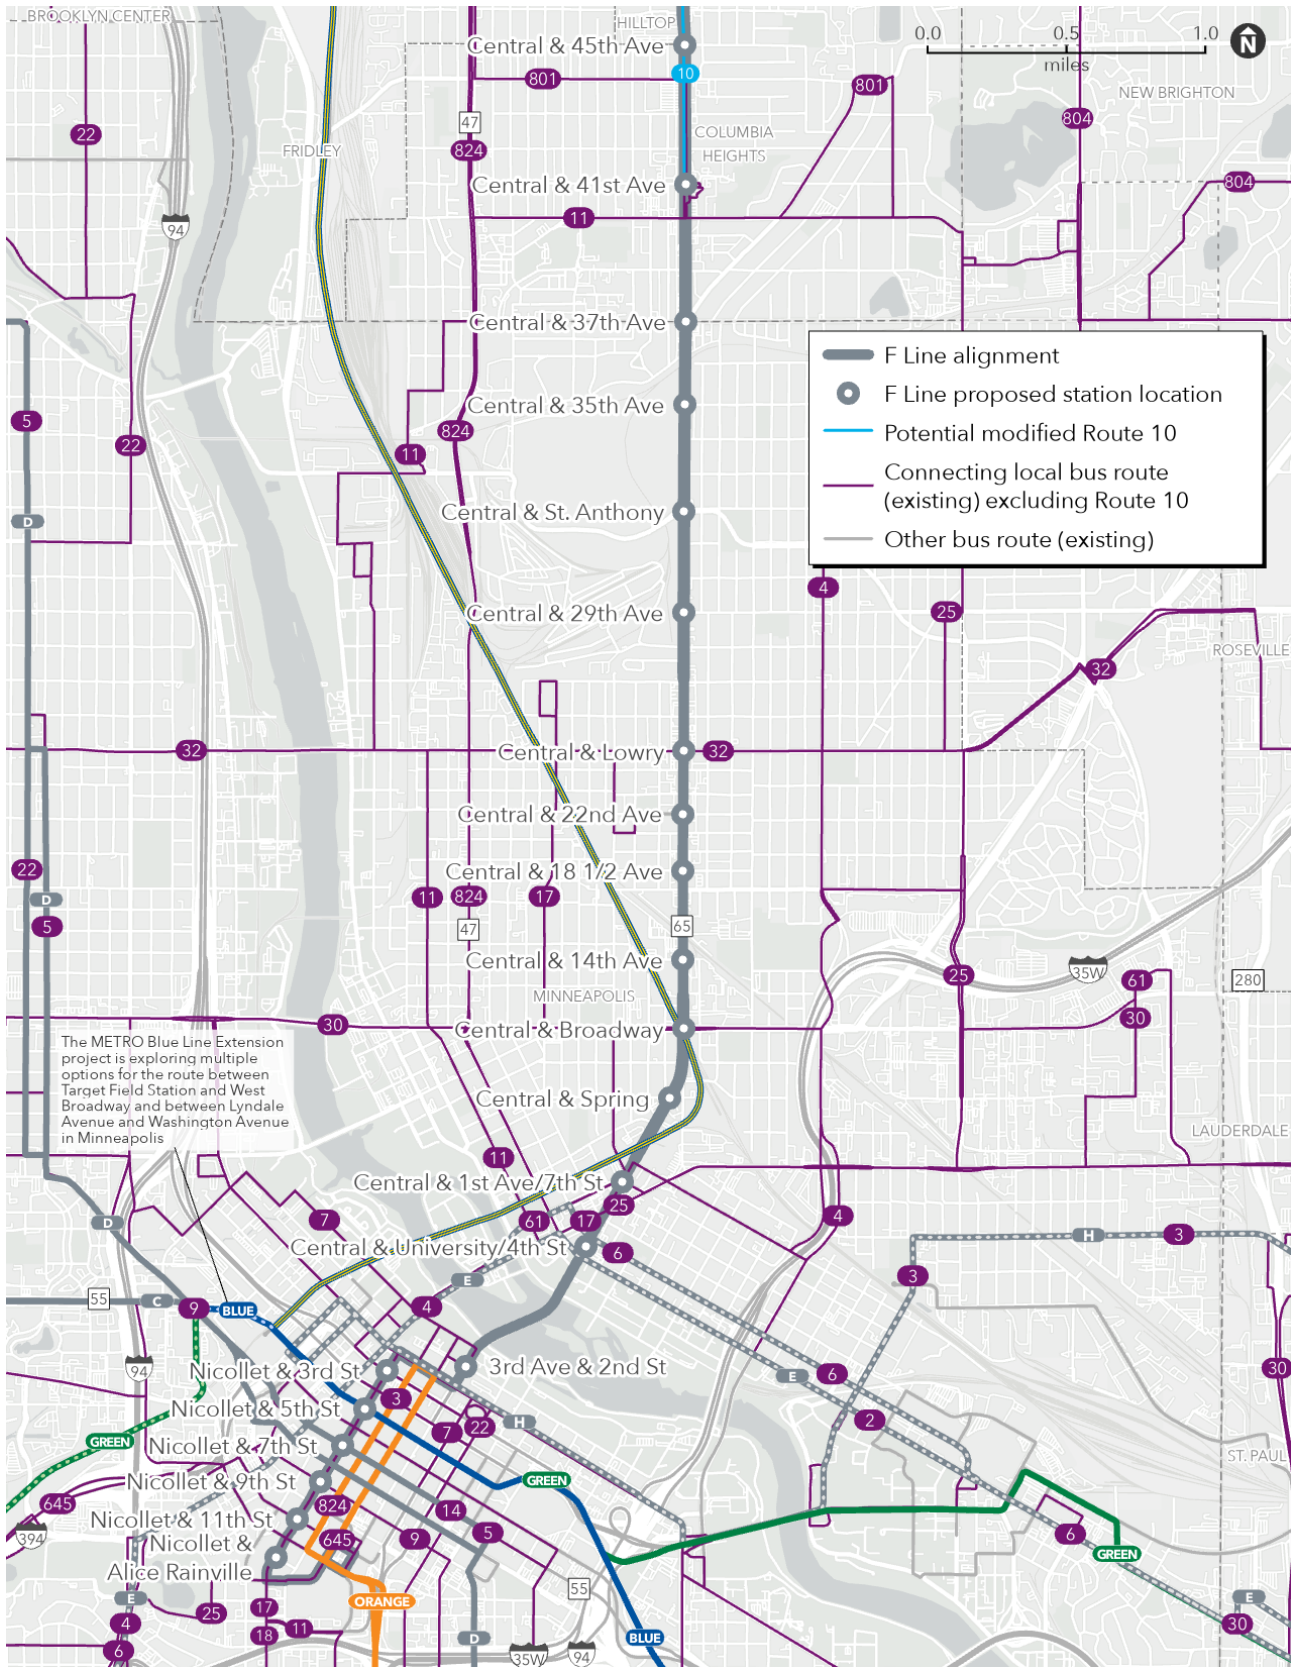 BROOKLYN CENTER
HILLTOP
Central & 45th Ave
0.0
0.5
1.0
miles
N
10
801
801
NEW BRIGHTON
22
47
804
FRIDLEY
824
COLUMBIA
HEIGHTS
Central & 41st Ave
804
11
94
Central & 37th Ave
F Line alignment
F Line proposed station location
Potential modified Route 10
Connecting local bus route
(existing) excluding Route 10
Other bus route (existing)
Central & 35th Ave
5
22
824
11
D
Central & St. Anthony
4
25
Central & 29th Ave
ROSEVILLE
32
32
Central & Lowry
32
Central & 22nd Ave
22
Central & 18 1/2 Ave
D
11
824
17
5
47
65
Central & 14th Ave
25
35W
61
280
MINNEAPOLIS
30
30
Central & Broadway
The METRO Blue Line Extension
project is exploring multiple
options for the route between
Target Field Station and West
Broadway and between Lyndale
Avenue and Washington Avenue
in Minneapolis
Central & Spring
LAUDERDALE
11
Central & 1st Ave/7th St
25
D
7
61
17
4
Central & University/4th St
6
H
3
E
3
55
C
9
BLUE
4
94
Nicollet & 3rd St
3rd Ave & 2nd St
E
6
30
3
Nicollet & 5th St
H
2
7
22
GREEN
Nicollet & 7th St
ST. PAUL
Nicollet & 9th St
GREEN
645
824
14
Nicollet & 11th St
5
394
645
9
6
Nicollet &
Alice Rainville
GREEN
E
55
E
ORANGE
25
17
4
30
11
18
D
BLUE
6
35W
94